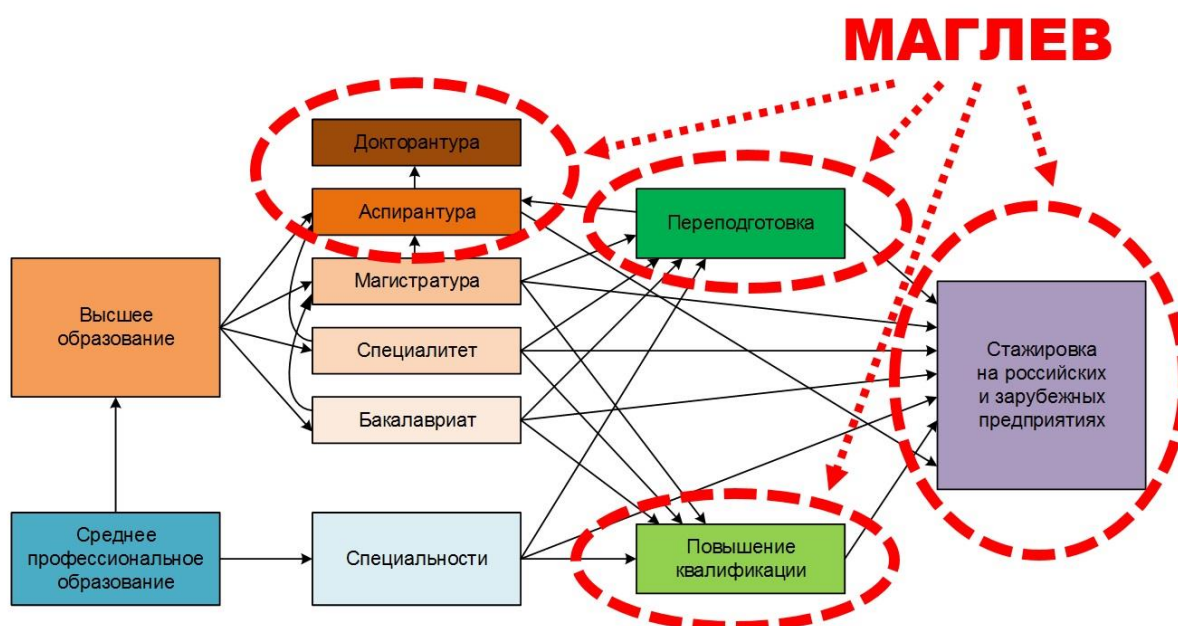 МАГЛЕВ
Докторантура
Аспирантура
Переподготовка
Магистратура
Высшее
образование
Специалитет
Стажировка
на российских
и зарубежных
предприятиях
Бакалавриат
Среднее
профессиональное
образование
Специальности
Повышение
квалификации